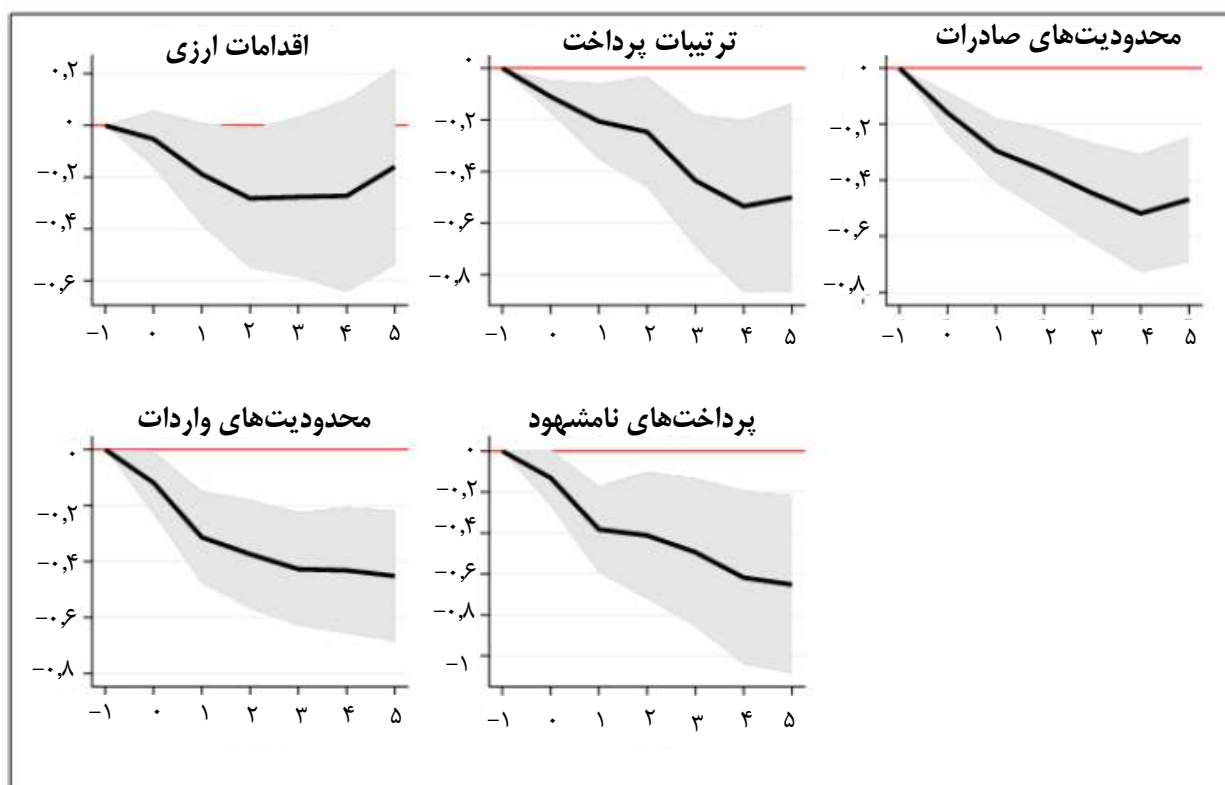 اقدامات ارزی
۰,۲
۰
−۰,۲
−۰,۴
−۰,۶
−۱ ۰ ۱ ۲ ۳ ۴ ۵
ترتیبات پرداخت
۰
−۰,۲
−۰,۴
−۰,۶
−۰,۸
−۱ ۰ ۱ ۲ ۳ ۴ ۵
محدودیت‌های صادرات
۰
−۰,۲
−۰,۴
−۰,۶
−۰,۸
−۱ ۰ ۱ ۲ ۳ ۴ ۵
محدودیت‌های واردات
۰
−۰,۲
−۰,۴
−۰,۶
−۰,۸
−۱ ۰ ۱ ۲ ۳ ۴ ۵
پرداخت‌های نامشهود
۰
−۰,۲
−۰,۴
−۰,۶
−۰,۸
−۱
−۱ ۰ ۱ ۲ ۳ ۴ ۵